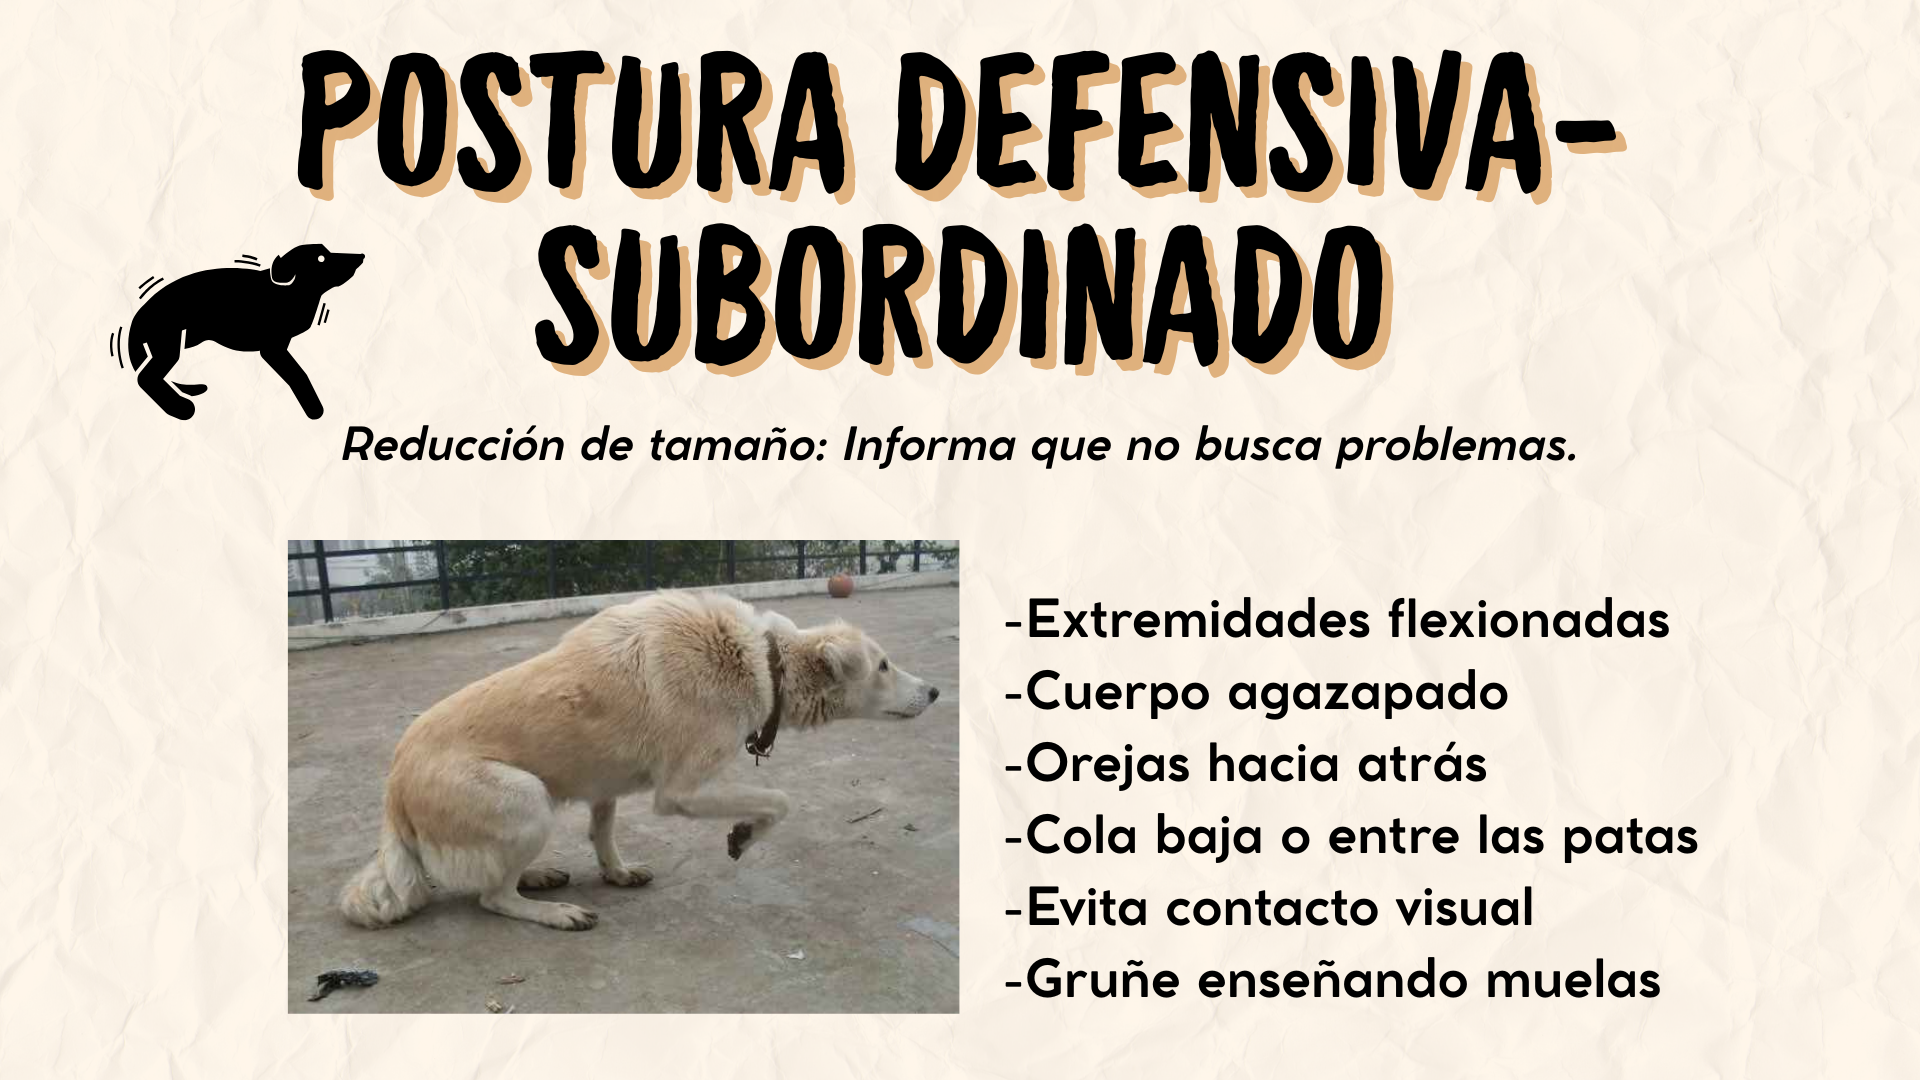 POSTURA DEFENSIVA-
SUBORDINADO
Reducción de tamaño: Informa que no busca problemas.
-Extremidades flexionadas
-Cuerpo agazapado
-Orejas hacia atrás
-Cola baja o entre las patas
-Evita contacto visual
-Gruñe enseñando muelas